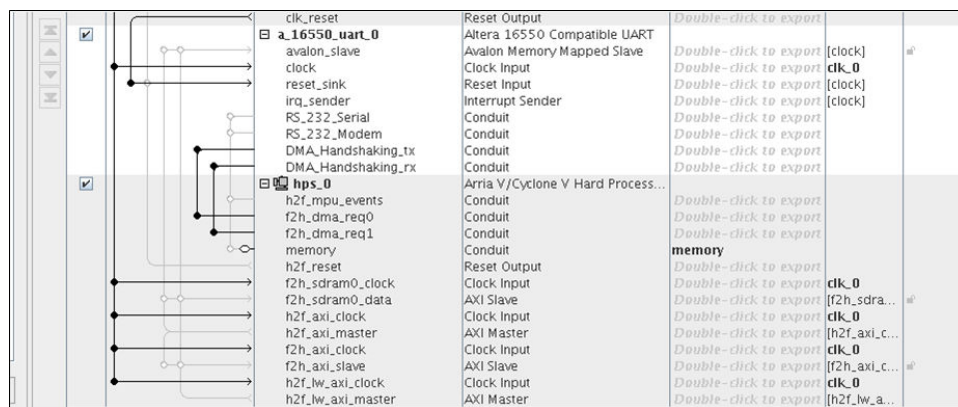 clk_reset Reset Output Double-click to export
a_16550_uart_0 Altera 16550 Compatible UART
avalon_slave Avalon Memory Mapped Slave Double-click to export [clock]
clock Clock Input Double-click to export clk_0
reset_sink Reset Input Double-click to export [clock]
irq_sender Interrupt Sender Double-click to export [clock]
RS_232_Serial Conduit Double-click to export
RS_232_Modem Conduit Double-click to export
DMA_Handshaking_tx Conduit Double-click to export
DMA_Handshaking_rx Conduit Double-click to export
hps_0 Arria V/Cyclone V Hard Process...
h2f_mpu_events Conduit Double-click to export
f2h_dma_req0 Conduit Double-click to export
f2h_dma_req1 Conduit Double-click to export
memory Conduit memory
h2f_reset Reset Output Double-click to export
f2h_sdram0_clock Clock Input Double-click to export clk_0
f2h_sdram0_data AXI Slave Double-click to export [f2h_sdra...
h2f_axi_clock Clock Input Double-click to export clk_0
h2f_axi_master AXI Master Double-click to export [h2f_axi_c...
f2h_axi_clock Clock Input Double-click to export clk_0
f2h_axi_slave AXI Slave Double-click to export [f2h_axi_c...
h2f_lw_axi_clock Clock Input Double-click to export clk_0
h2f_lw_axi_master AXI Master Double-click to export [h2f_lw_a...